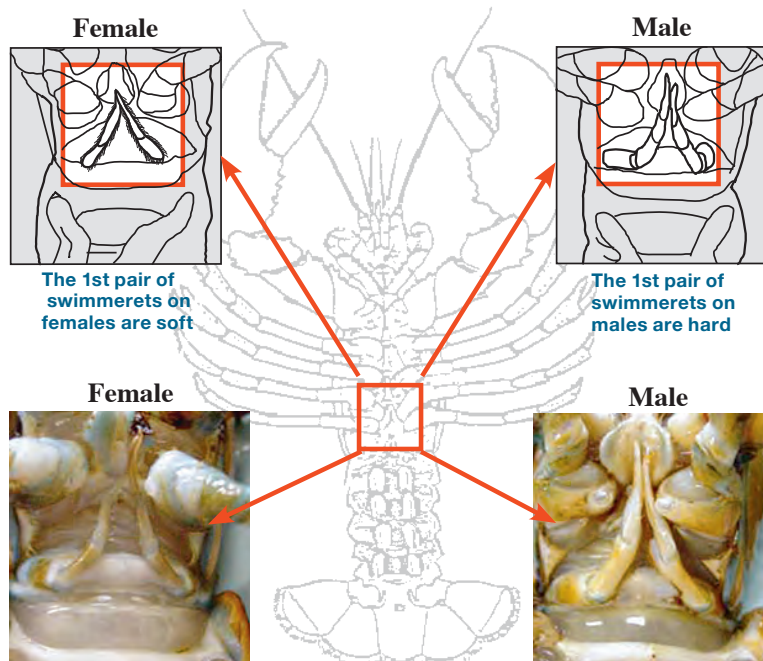 Female
Male
The 1st pair of
swimmerets on
females are soft
The 1st pair of
swimmerets on
males are hard
Female
Male